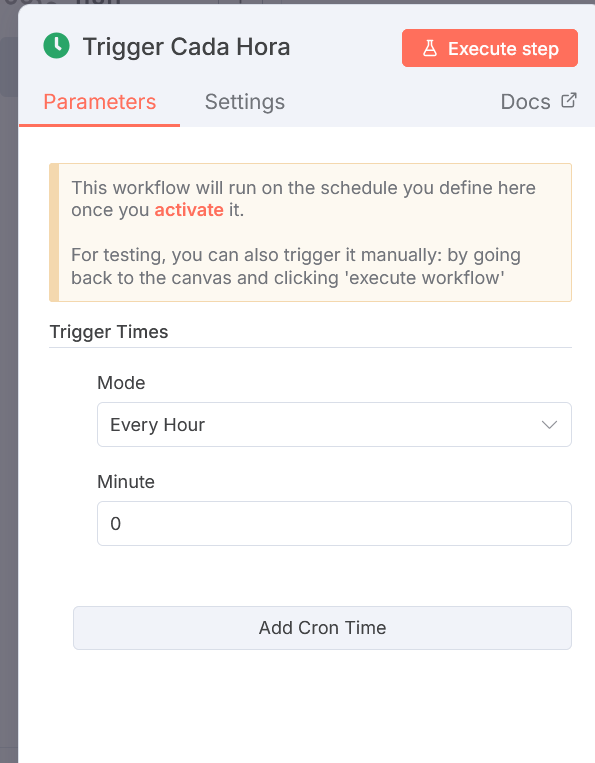 Trigger Cada Hora
Execute step
Parameters
Settings
Docs
This workflow will run on the schedule you define here
once you activate it.
For testing, you can also trigger it manually: by going
back to the canvas and clicking 'execute workflow'
Trigger Times
Mode
Every Hour
Minute
0
Add Cron Time